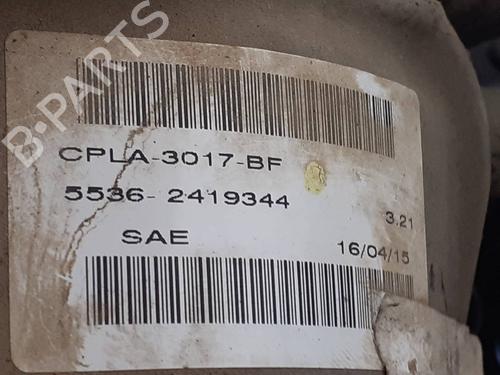 B-PARTS
CPLA-3017-BF
5536- 2419344
3.21
SAE
16/04/15